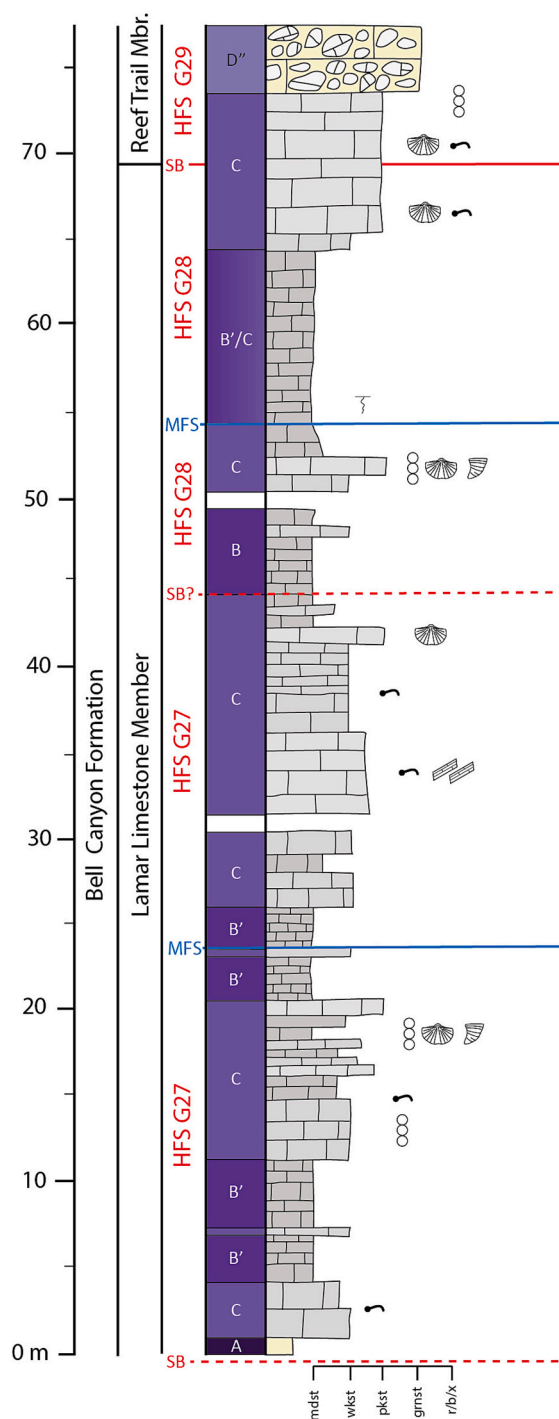 Reef Trail Mbr.
HFS G29
D”
70
SB
C
HFS G28
60
B’/C
MFS
C
50
HFS G28
B
SB?
40
C
HFS G27
Bell Canyon Formation
Lamar Limestone Member
30
C
B’
MFS
B’
20
C
HFS G27
10
B’
B’
C
0 m
A
SB
mdst
wkst
pkst
grnst
r/b/x